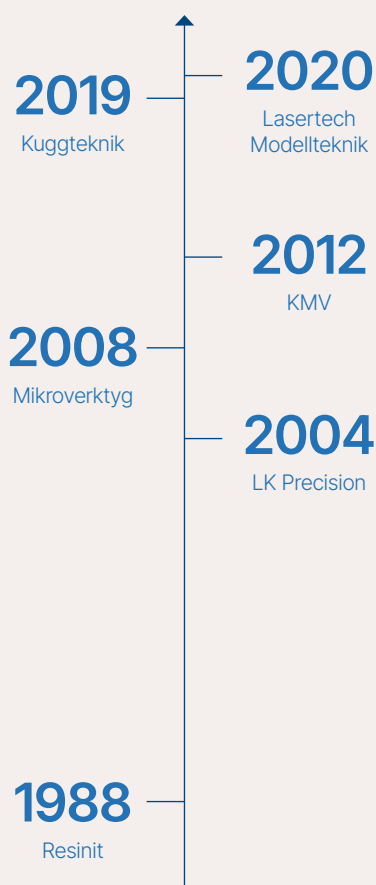 2020
Lasertech
Modellteknik
2019
Kuggteknik
2012
KMV
2008
Mikroverktyg
2004
LK Precision
1988
Resinit